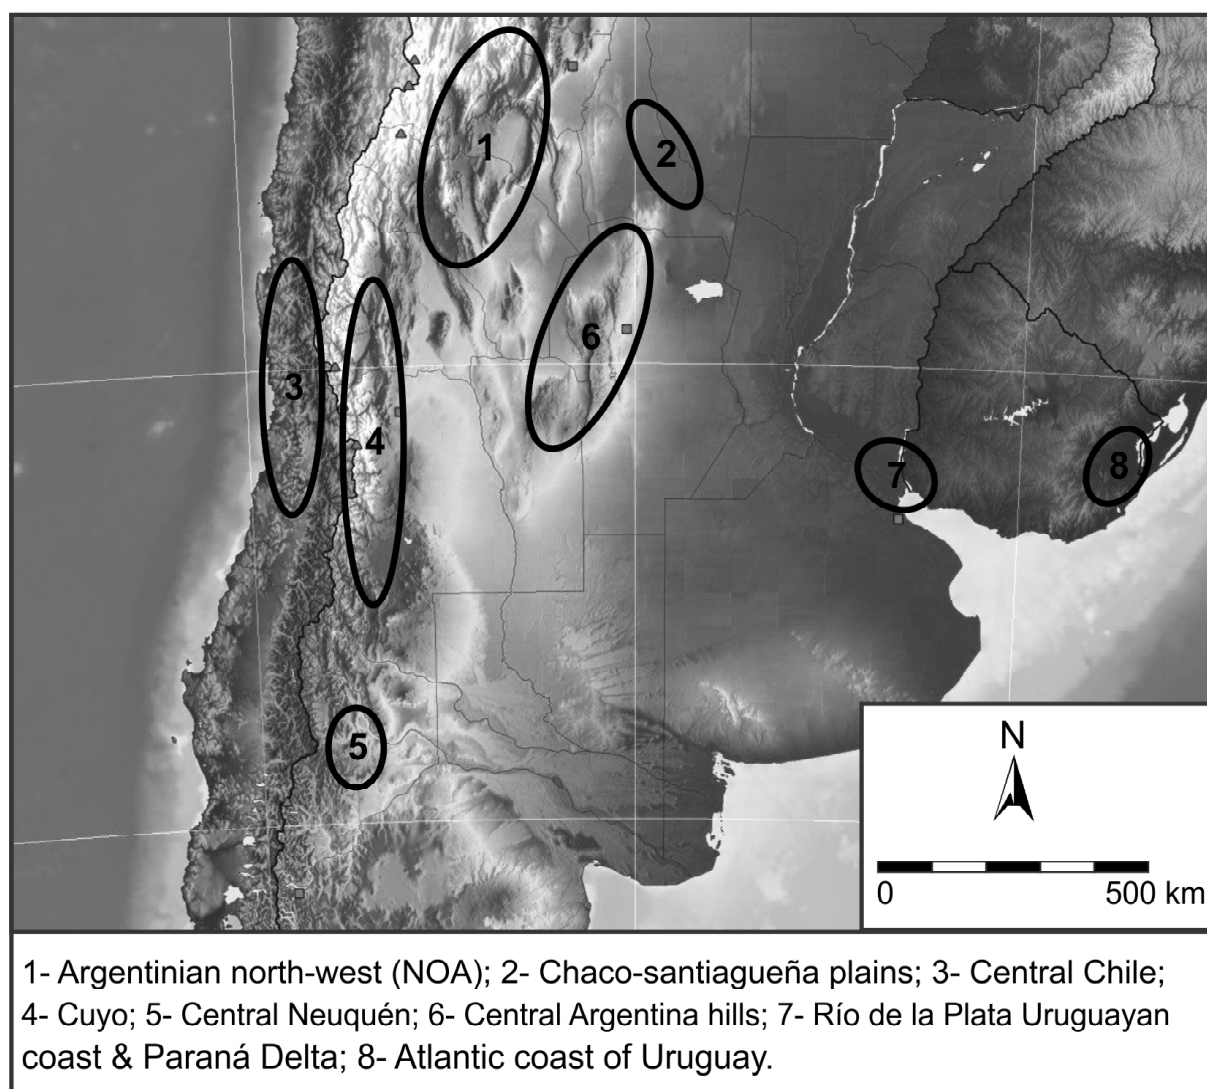 1
2
3
4
5
6
7
8
N
0 500 km
1- Argentinian north-west (NOA); 2- Chaco-santiagueña plains; 3- Central Chile;
4- Cuyo; 5- Central Neuquén; 6- Central Argentina hills; 7- Río de la Plata Uruguayan
coast & Paraná Delta; 8- Atlantic coast of Uruguay.